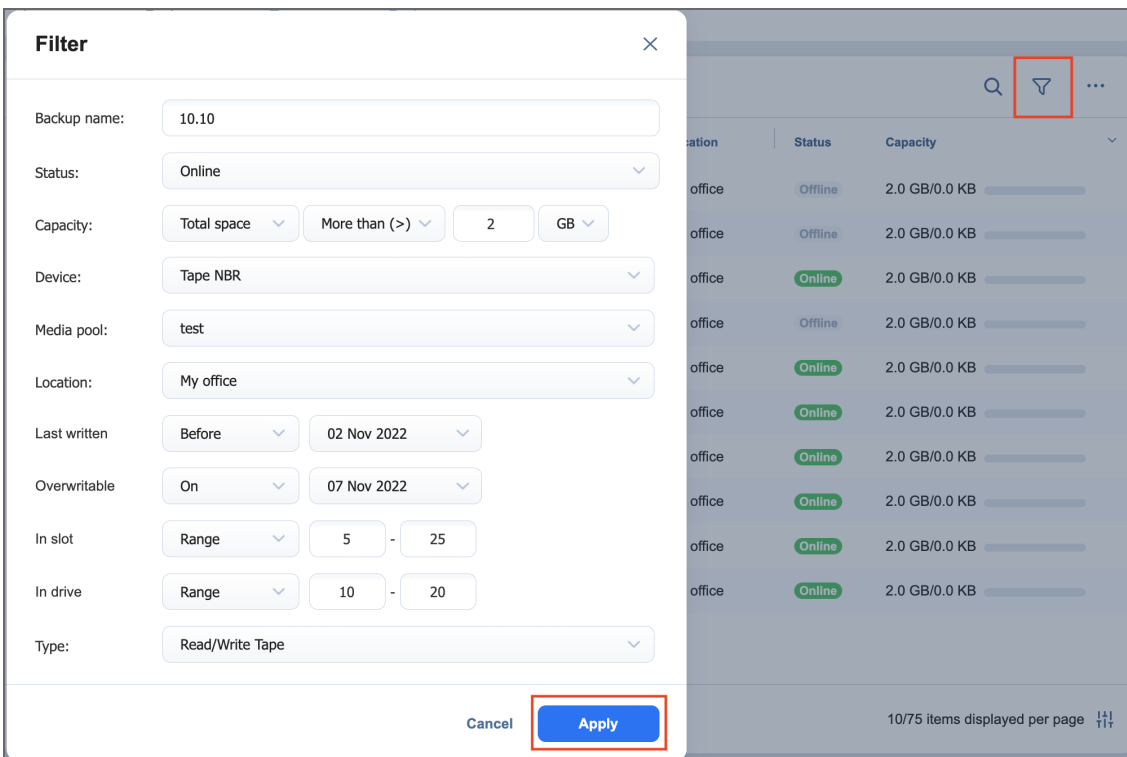 Filter
Backup name: 10.10
Status: Online
Capacity: Total space More than (>) 2 GB
Device: Tape NBR
Media pool: test
Location: My office
Last written Before 02 Nov 2022
Overwritable On 07 Nov 2022
In slot Range 5 - 25
In drive Range 10 - 20
Type: Read/Write Tape
Cancel Apply
Status Capacity
office Offline 2.0 GB/0.0 KB
office Offline 2.0 GB/0.0 KB
office Online 2.0 GB/0.0 KB
office Offline 2.0 GB/0.0 KB
office Online 2.0 GB/0.0 KB
office Online 2.0 GB/0.0 KB
office Online 2.0 GB/0.0 KB
office Online 2.0 GB/0.0 KB
office Online 2.0 GB/0.0 KB
office Online 2.0 GB/0.0 KB
10/75 items displayed per page